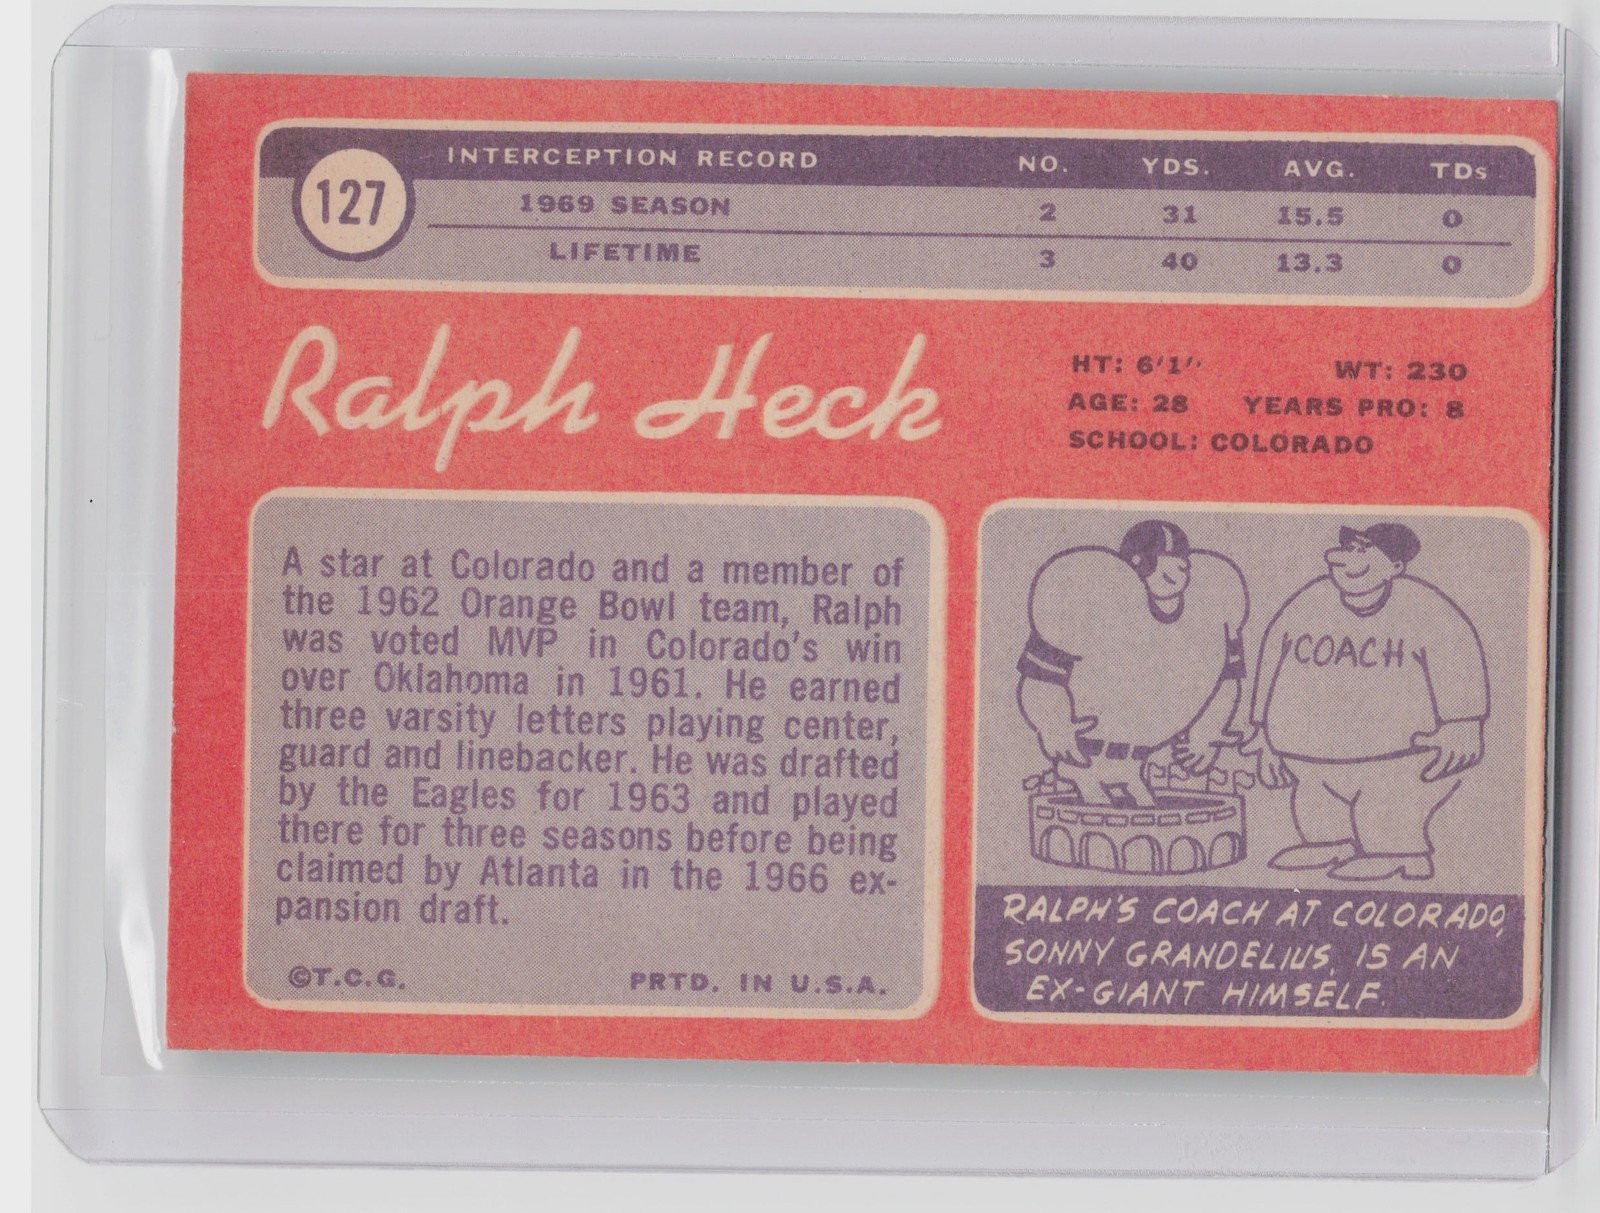 127
INTERCEPTION RECORD NO. YDS. AVG. TDs
1969 SEASON 2 31 15.5 0
LIFETIME 3 40 13.3 0
Ralph Heck
HT: 6'1" WT: 230
AGE: 28 YEARS PRO: 8
SCHOOL: COLORADO
A star at Colorado and a member of
the 1962 Orange Bowl team, Ralph
was voted MVP in Colorado's win
over Oklahoma in 1961. He earned
three varsity letters playing center,
guard and linebacker. He was drafted
by the Eagles for 1963 and played
there for three seasons before being
claimed by Atlanta in the 1966 ex-
pansion draft.
©T.C.G. PRTD. IN U.S.A.
COACH
RALPH'S COACH AT COLORADO,
SONNY GRANDELIUS, IS AN
EX-GIANT HIMSELF.